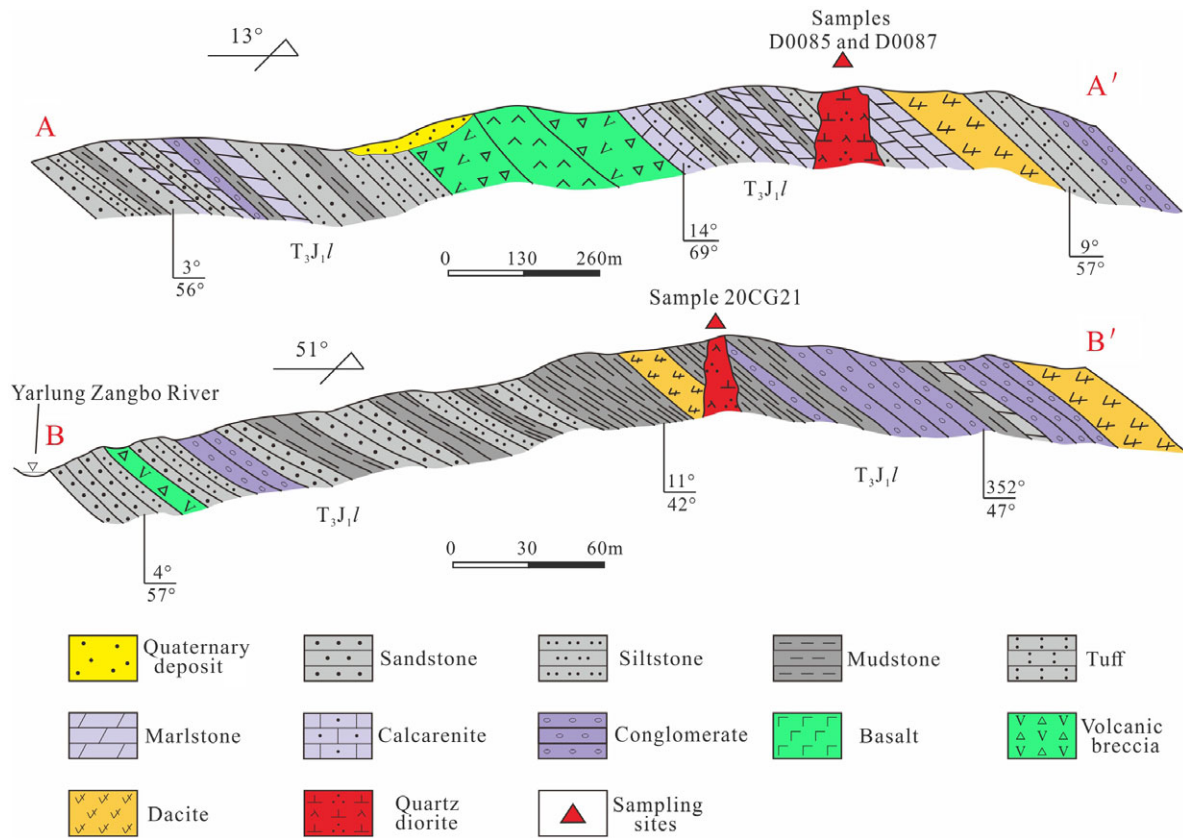 Samples
D0085 and D0087
13°
A
A′
T₃J₁l
T₃J₁l
3°
56°
14°
69°
9°
57°
0 130 260m
Sample 20CG21
51°
B′
Yarlung Zangbo River
B
T₃J₁l
T₃J₁l
11°
42°
352°
47°
4°
57°
0 30 60m
Quaternary
deposit
Sandstone
Siltstone
Mudstone
Tuff
Marlstone
Calcarenite
Conglomerate
Basalt
Volcanic
breccia
Dacite
Quartz
diorite
Sampling
sites